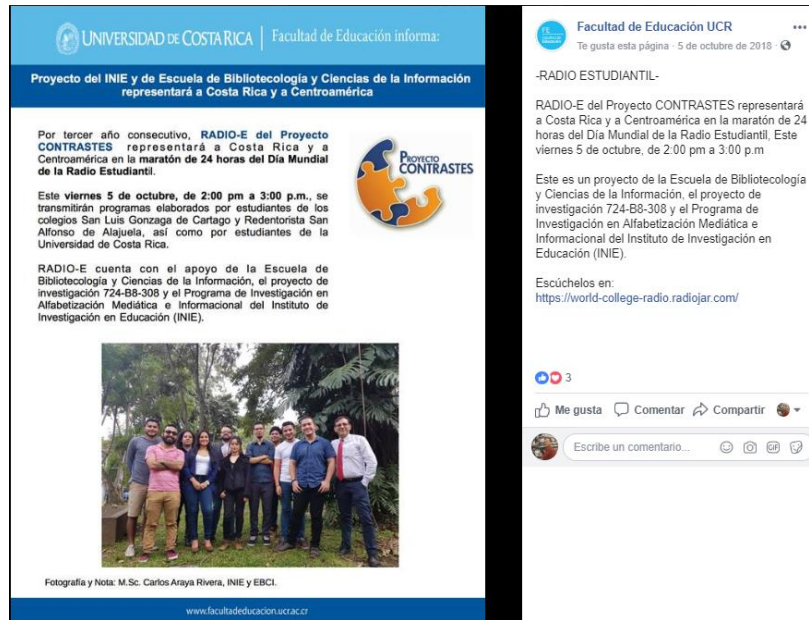 UNIVERSIDAD DE COSTA RICA | Facultad de Educación informa:
Proyecto del INIE y de Escuela de Bibliotecología y Ciencias de la Información
representará a Costa Rica y a Centroamérica
Por tercer año consecutivo, RADIO-E del Proyecto
CONTRASTES representará a Costa Rica y a
Centroamérica en la maratón de 24 horas del Día Mundial
de la Radio Estudiantil.
PROYECTO
CONTRASTES
Este viernes 5 de octubre, de 2:00 pm a 3:00 p.m., se
transmitirán programas elaborados por estudiantes de los
colegios San Luis Gonzaga de Cartago y Redentorista San
Alfonso de Alajuela, así como por estudiantes de la
Universidad de Costa Rica.
RADIO-E cuenta con el apoyo de la Escuela de
Bibliotecología y Ciencias de la Información, el proyecto de
investigación 724-B8-308 y el Programa de Investigación en
Alfabetización Mediática e Informacional del Instituto de
Investigación en Educación (INIE).
Fotografía y Nota: M.Sc. Carlos Araya Rivera, INIE y EBCI.
www.facultadeducacion.ucr.ac.cr
Facultad de Educación UCR
Te gusta esta página · 5 de octubre de 2018 ·
-RADIO ESTUDIANTIL-
RADIO-E del Proyecto CONTRASTES representará
a Costa Rica y a Centroamérica en la maratón de 24
horas del Día Mundial de la Radio Estudiantil, Este
viernes 5 de octubre, de 2:00 pm a 3:00 p.m
Este es un proyecto de la Escuela de Bibliotecología
y Ciencias de la Información, el proyecto de
investigación 724-B8-308 y el Programa de
Investigación en Alfabetización Mediática e
Informacional del Instituto de Investigación en
Educación (INIE).
Escúchelos en:
https://world-college-radio.radiojar.com/
3
Me gusta Comentar Compartir
Escribe un comentario... GIF